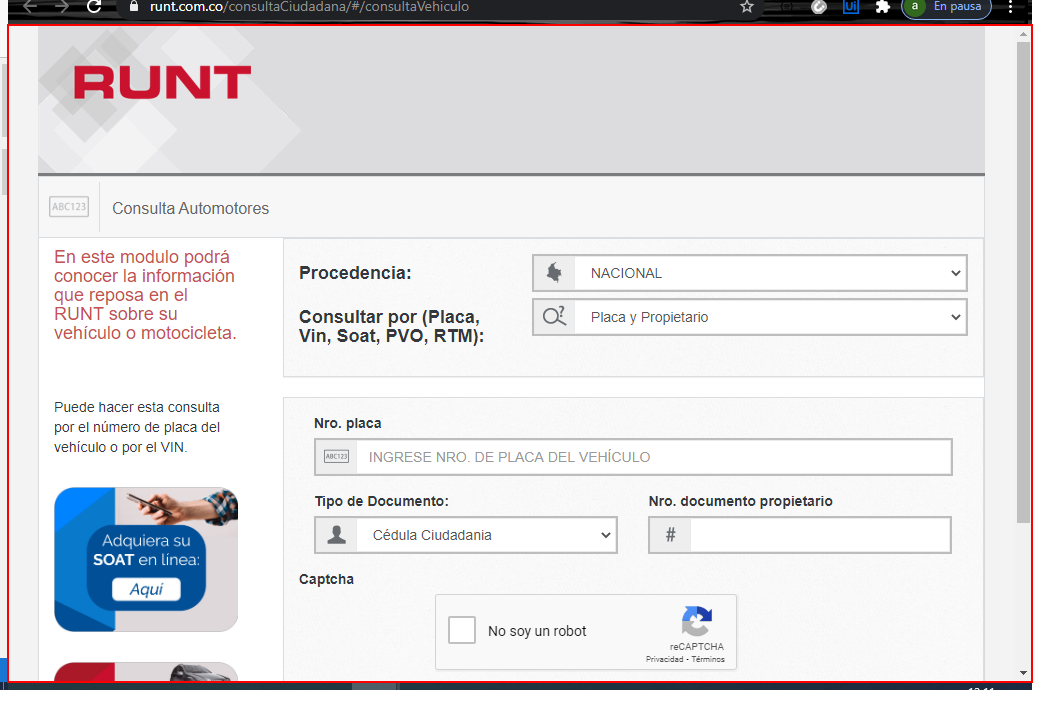 runt.com.co/consultaCiudadana/#/consultaVehiculo
Ui
a
En pausa
RUNT
ABC123
Consulta Automotores
En este modulo podrá
conocer la información
que reposa en el
RUNT sobre su
vehículo o motocicleta.
Procedencia:
NACIONAL
Consultar por (Placa,
Vin, Soat, PVO, RTM):
Placa y Propietario
Puede hacer esta consulta
por el número de placa del
vehículo o por el VIN.
Nro. placa
ABC123
INGRESE NRO. DE PLACA DEL VEHÍCULO
Tipo de Documento:
Nro. documento propietario
Cédula Ciudadania
#
Adquiera su
SOAT en línea:
Aquí
Captcha
No soy un robot
reCAPTCHA
Privacidad - Términos